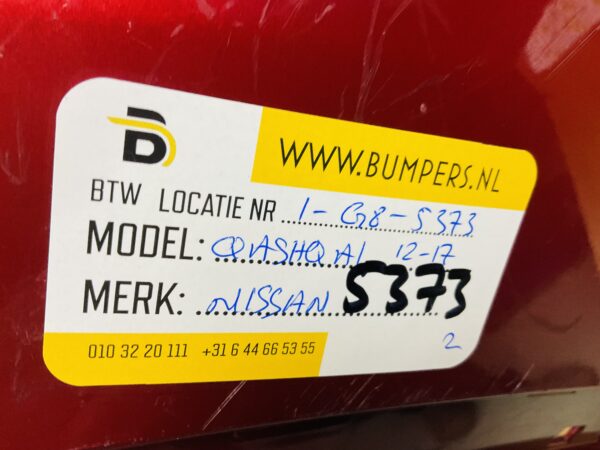 B
WWW.BUMPERS.NL
BTW LOCATIE NR 1-G8-5373
MODEL: QASHQAI 12-17
MERK: NISSAN 5373
2
010 32 20 111 +31 6 44 66 53 55